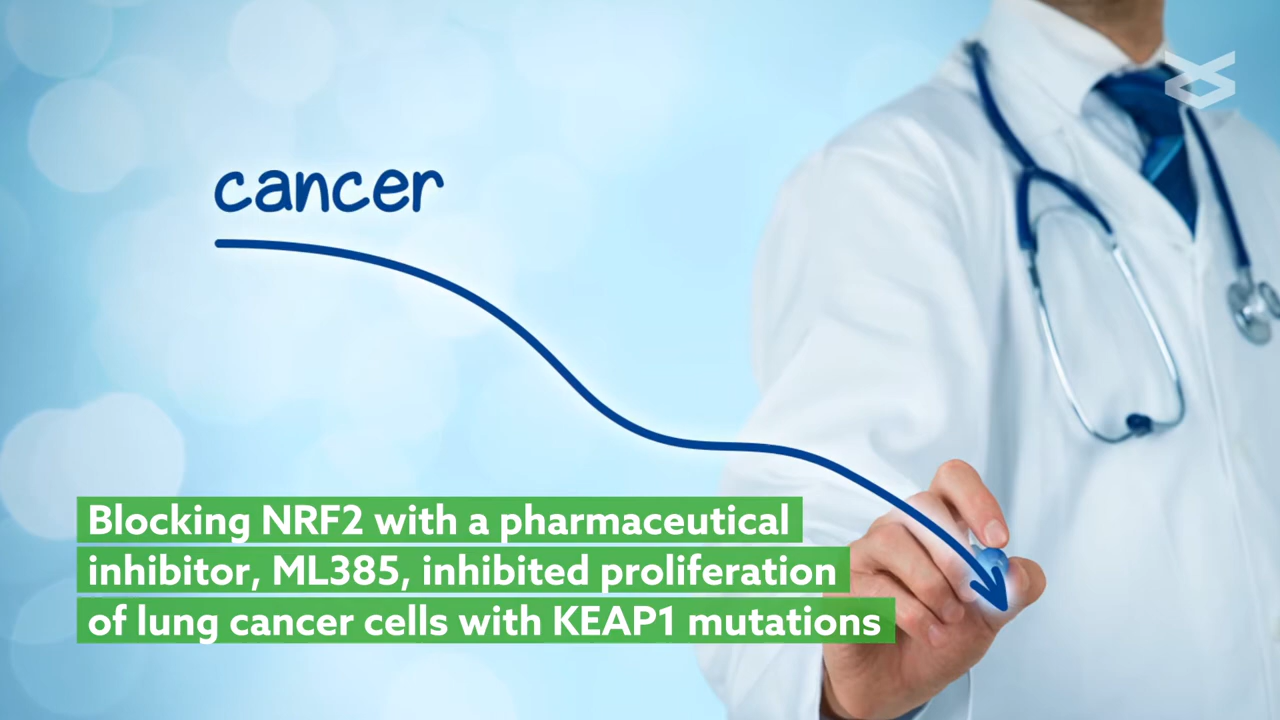 cancer
Blocking NRF2 with a pharmaceutical
inhibitor, ML385, inhibited proliferation
of lung cancer cells with KEAP1 mutations